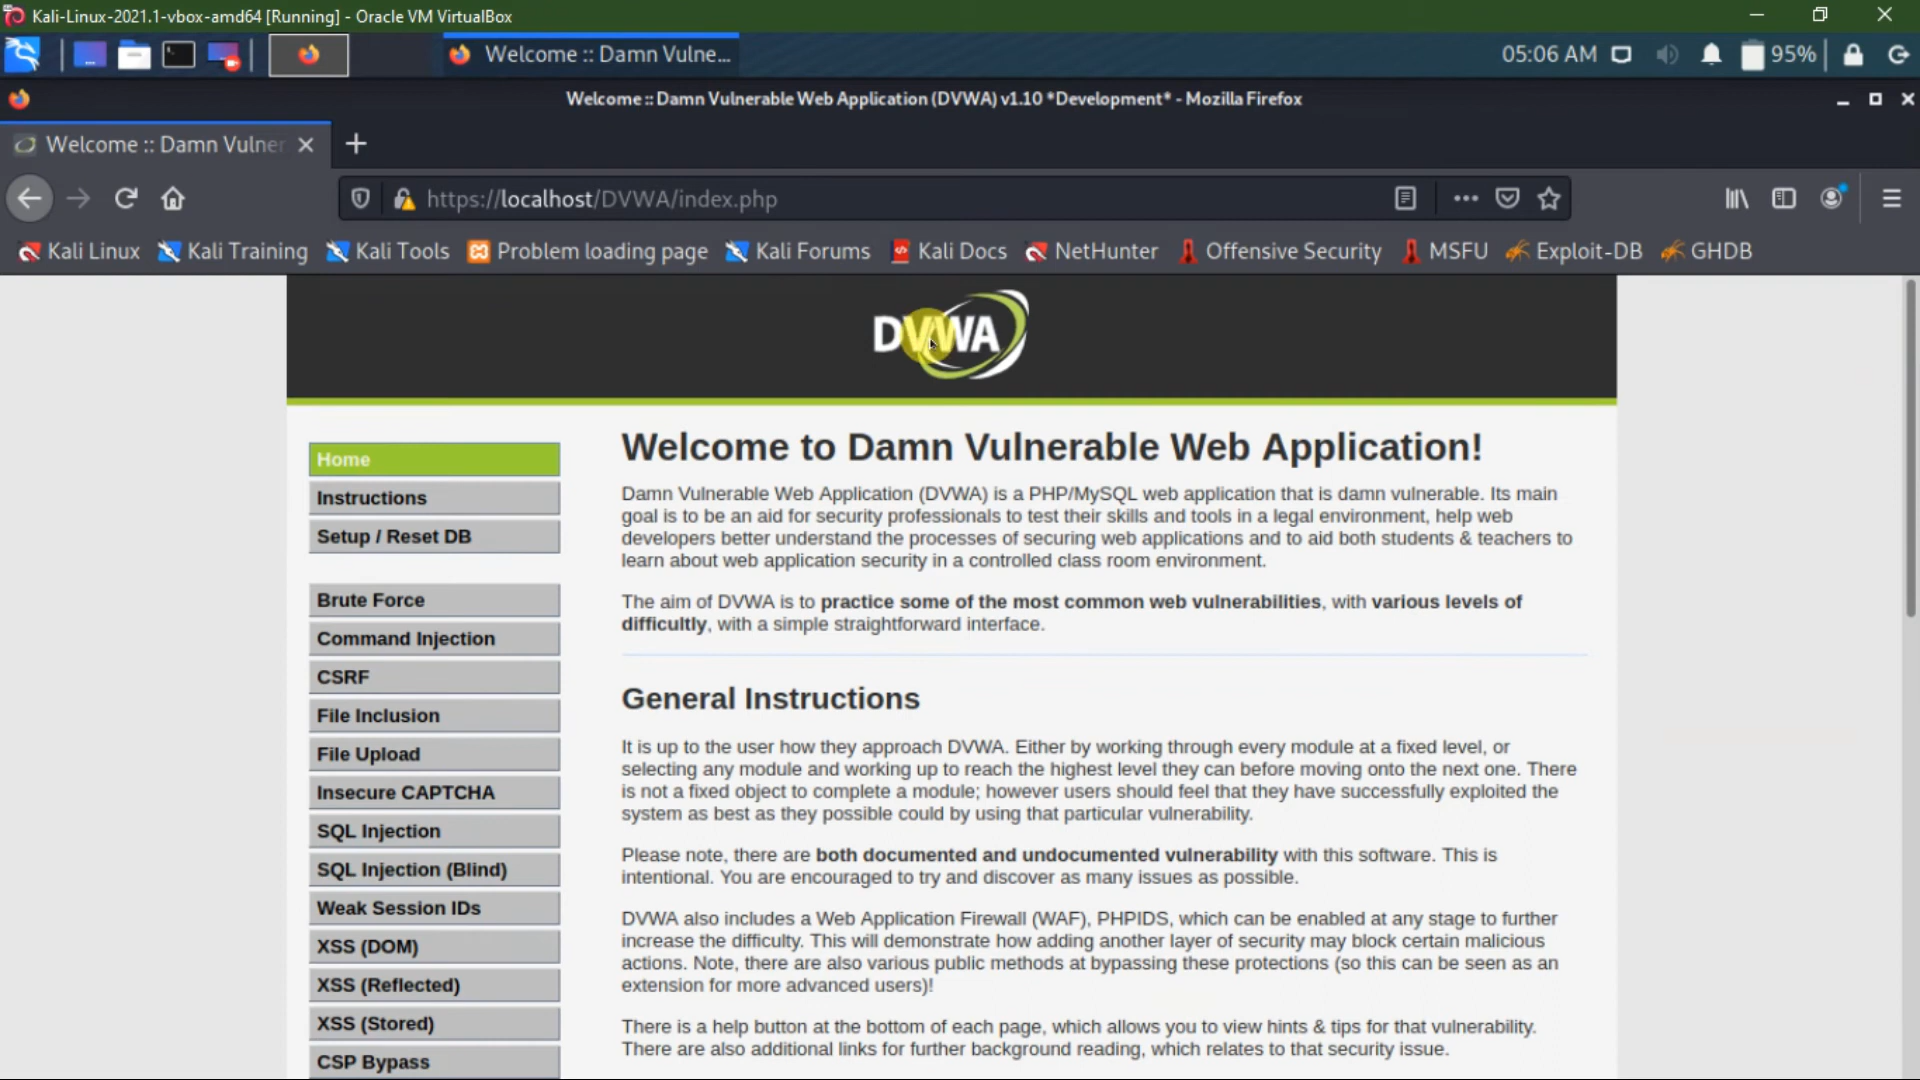 Kali-Linux-2021.1-vbox-amd64 [Running] - Oracle VM VirtualBox
Welcome :: Damn Vulne...
05:06 AM
95%
Welcome :: Damn Vulnerable Web Application (DVWA) v1.10 *Development* - Mozilla Firefox
Welcome :: Damn Vulner
https://localhost/DVWA/index.php
Kali Linux Kali Training Kali Tools Problem loading page Kali Forums Kali Docs NetHunter Offensive Security MSFU Exploit-DB GHDB
DVWA
Home
Instructions
Setup / Reset DB
Brute Force
Command Injection
CSRF
File Inclusion
File Upload
Insecure CAPTCHA
SQL Injection
SQL Injection (Blind)
Weak Session IDs
XSS (DOM)
XSS (Reflected)
XSS (Stored)
CSP Bypass
Welcome to Damn Vulnerable Web Application!
Damn Vulnerable Web Application (DVWA) is a PHP/MySQL web application that is damn vulnerable. Its main
goal is to be an aid for security professionals to test their skills and tools in a legal environment, help web
developers better understand the processes of securing web applications and to aid both students & teachers to
learn about web application security in a controlled class room environment.
The aim of DVWA is to practice some of the most common web vulnerabilities, with various levels of
difficultly, with a simple straightforward interface.
General Instructions
It is up to the user how they approach DVWA. Either by working through every module at a fixed level, or
selecting any module and working up to reach the highest level they can before moving onto the next one. There
is not a fixed object to complete a module; however users should feel that they have successfully exploited the
system as best as they possible could by using that particular vulnerability.
Please note, there are both documented and undocumented vulnerability with this software. This is
intentional. You are encouraged to try and discover as many issues as possible.
DVWA also includes a Web Application Firewall (WAF), PHPIDS, which can be enabled at any stage to further
increase the difficulty. This will demonstrate how adding another layer of security may block certain malicious
actions. Note, there are also various public methods at bypassing these protections (so this can be seen as an
extension for more advanced users)!
There is a help button at the bottom of each page, which allows you to view hints & tips for that vulnerability.
There are also additional links for further background reading, which relates to that security issue.